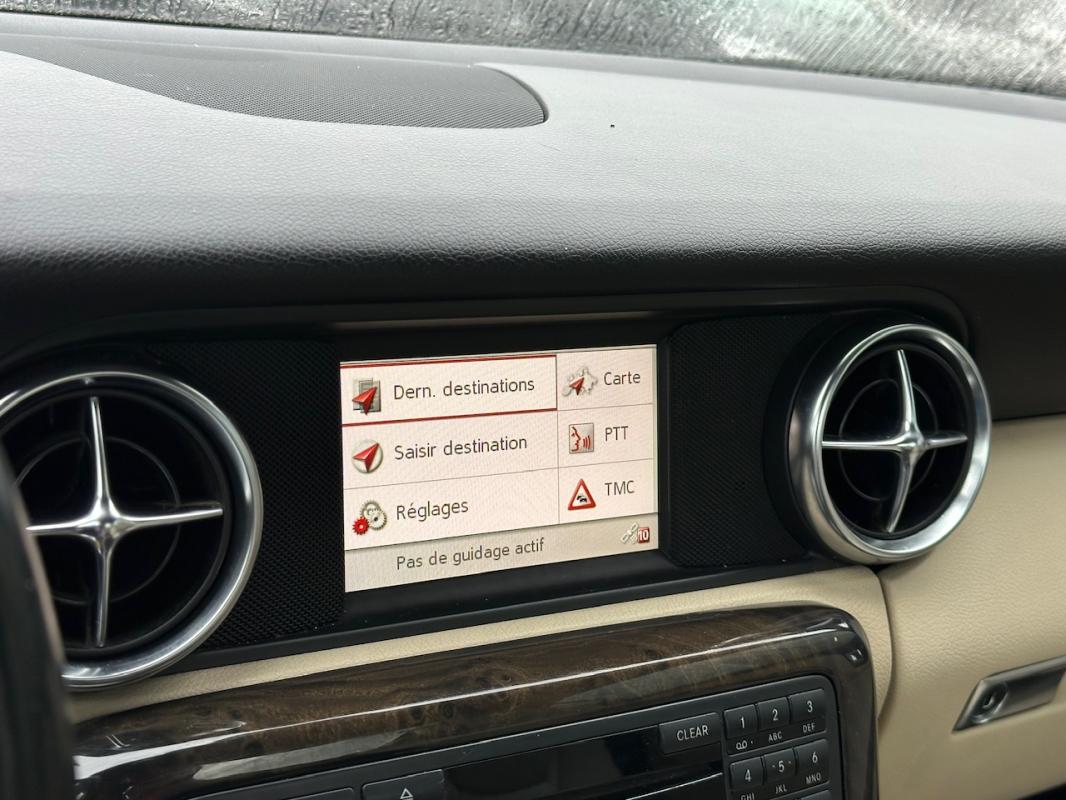 Dern. destinations
Carte
Saisir destination
PTT
Réglages
TMC
Pas de guidage actif
10
CLEAR
1
2
3
ABC
DEF
4
5
6
GHI
JKL
MNO